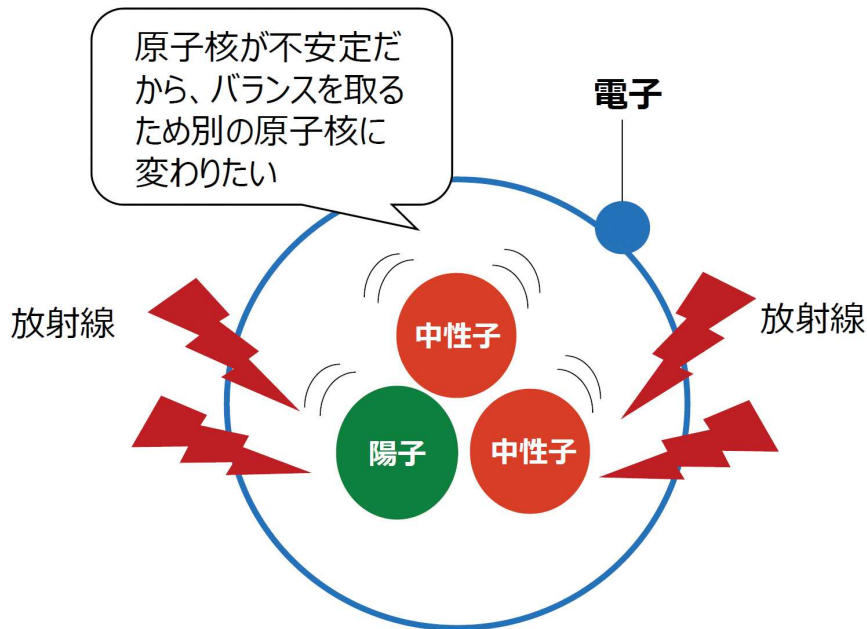 原子核が不安定だ
から、バランスを取る
ため別の原子核に
変わりたい
電子
放射線
放射線
中性子
陽子
中性子